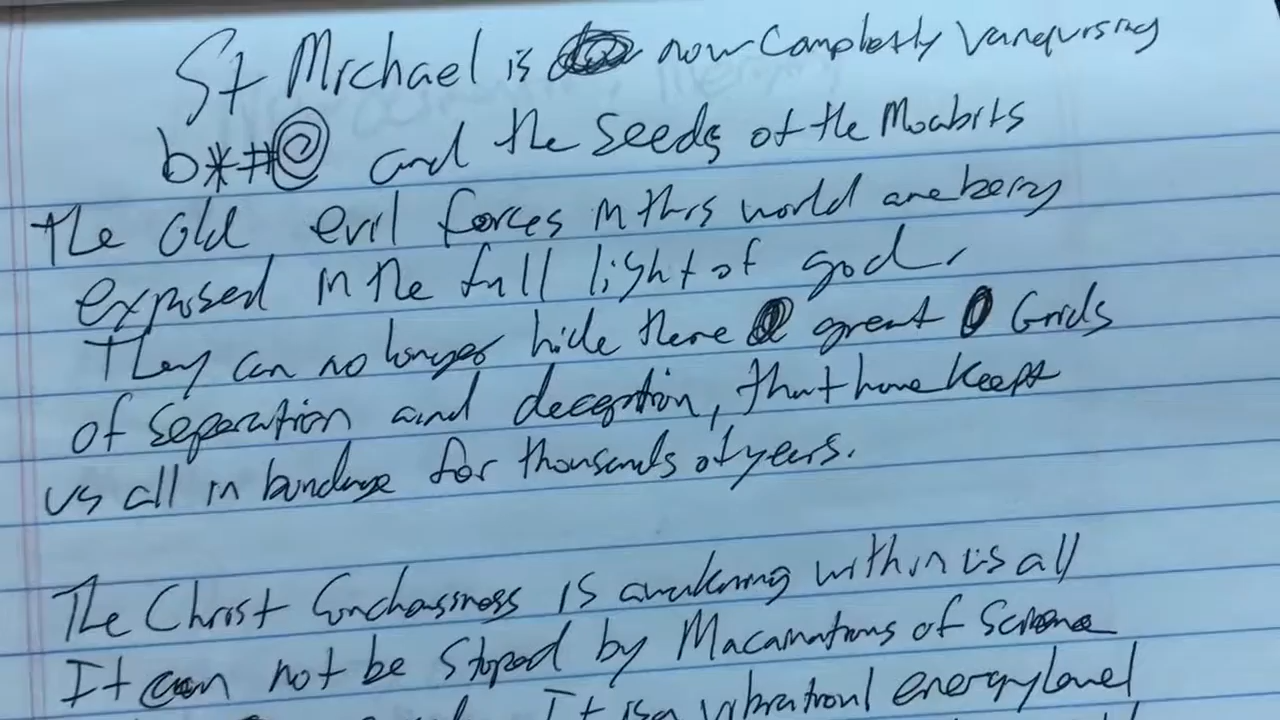 St Michael is now Completly Vanqursing
b*#@ and the Seeds of the Moabits
the old evil forces in this world are being
exposed in the full light of god.
They can no longer hide there great Grids
of separation and deception, that have Keept
us all in bondage for thousands of years.
The Christ Conchassness is awakening within us all
It can not be Stoped by Macanations of Science
It is a vibrational energy level